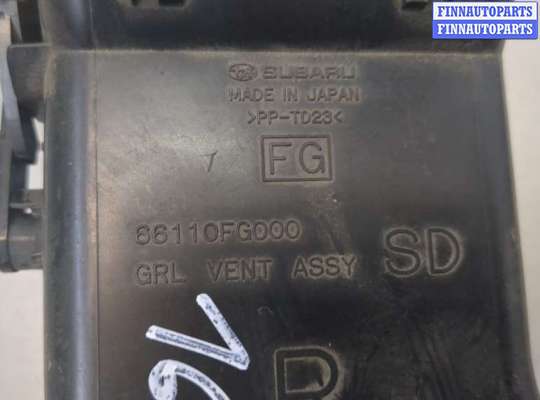 FINNAUTOPARTS
FINNAUTOPARTS
SUBARU
MADE IN JAPAN
>PP-TD23<
FG
66110FG000
GRL VENT ASSY
SD